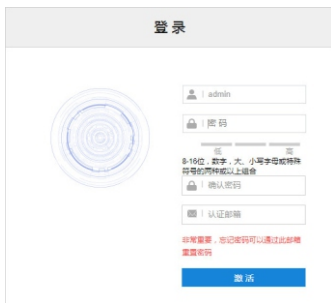 登录
admin
密码
低 高
8-16位，数字，大、小写字母或特殊
符号的两种或以上组合
确认密码
认证邮箱
非常重要，忘记密码可以通过此邮箱
重置密码
激活